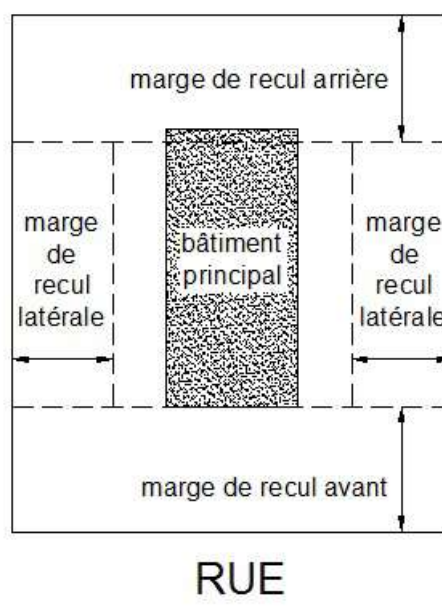 marge de recul arrière
marge
de
recul
latérale
bâtiment
principal
marge
de
recul
latérale
marge de recul avant
RUE